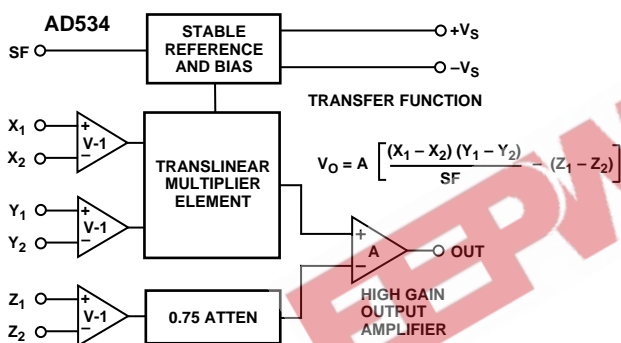 AD534
SF
STABLE
REFERENCE
AND BIAS
+VS
–VS
TRANSFER FUNCTION
X1
X2
+
–
V-1
TRANSLINEAR
MULTIPLIER
ELEMENT
VO = A [ (X1 – X2) (Y1 – Y2) / SF – (Z1 – Z2) ]
Y1
Y2
+
–
V-1
+
–
A
OUT
HIGH GAIN
OUTPUT
AMPLIFIER
Z1
Z2
+
–
V-1
0.75 ATTEN
EEPW